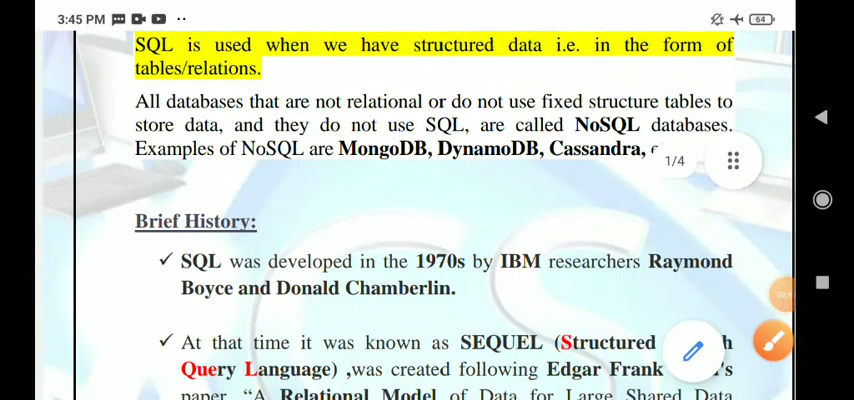 3:45 PM
64
SQL is used when we have structured data i.e. in the form of
tables/relations.
All databases that are not relational or do not use fixed structure tables to
store data, and they do not use SQL, are called NoSQL databases.
Examples of NoSQL are MongoDB, DynamoDB, Cassandra,
1/4
Brief History:
✓ SQL was developed in the 1970s by IBM researchers Raymond
Boyce and Donald Chamberlin.
✓ At that time it was known as SEQUEL (Structured
Query Language) ,was created following Edgar Frank
paper, “A Relational Model of Data for Large Shared Data